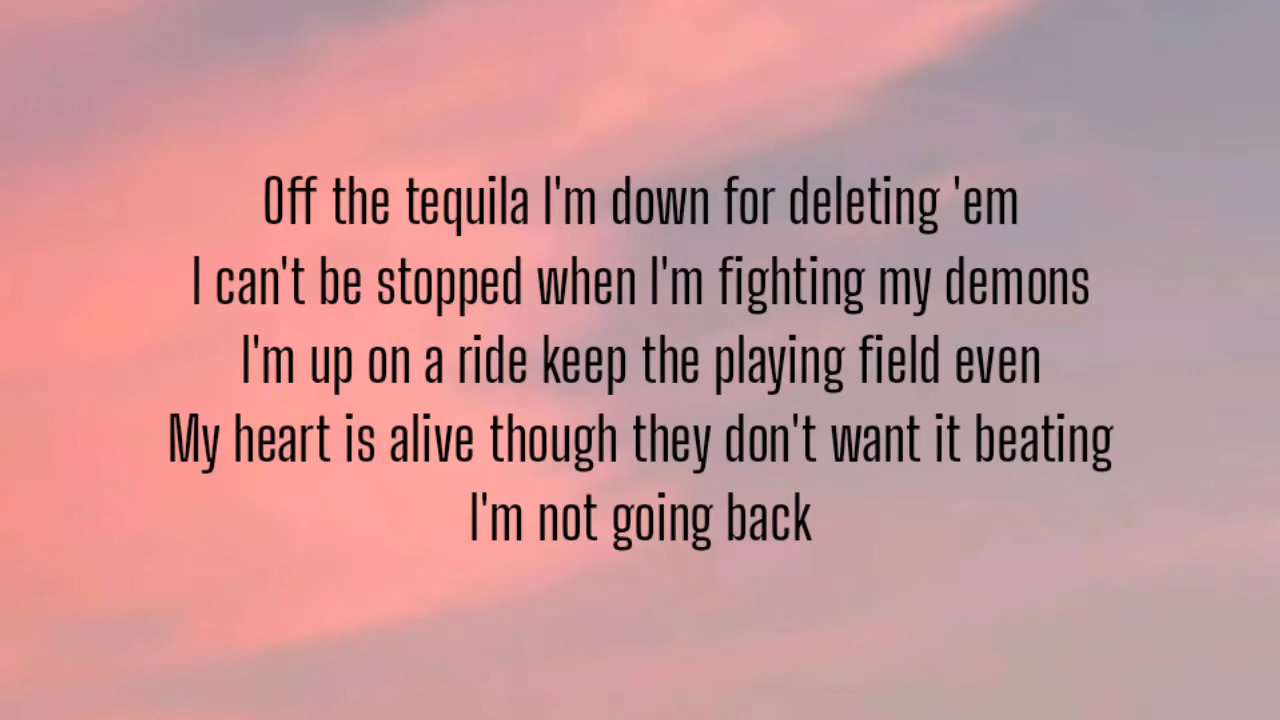 Off the tequila I'm down for deleting 'em
I can't be stopped when I'm fighting my demons
I'm up on a ride keep the playing field even
My heart is alive though they don't want it beating
I'm not going back